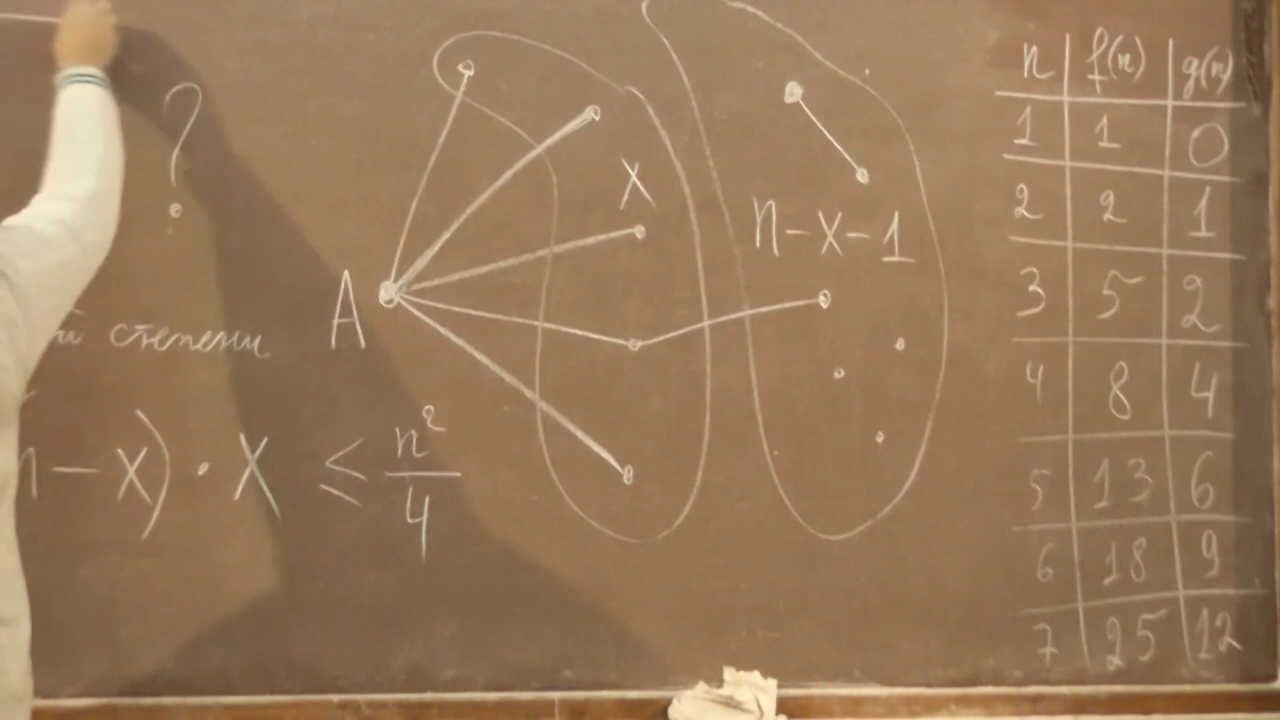 ?
й степени
n – x) · x ≤ n²/4
A
x
n – x – 1
n f(n) g(n)
1 1 0
2 2 1
3 5 2
4 8 4
5 13 6
6 18 9
7 25 12